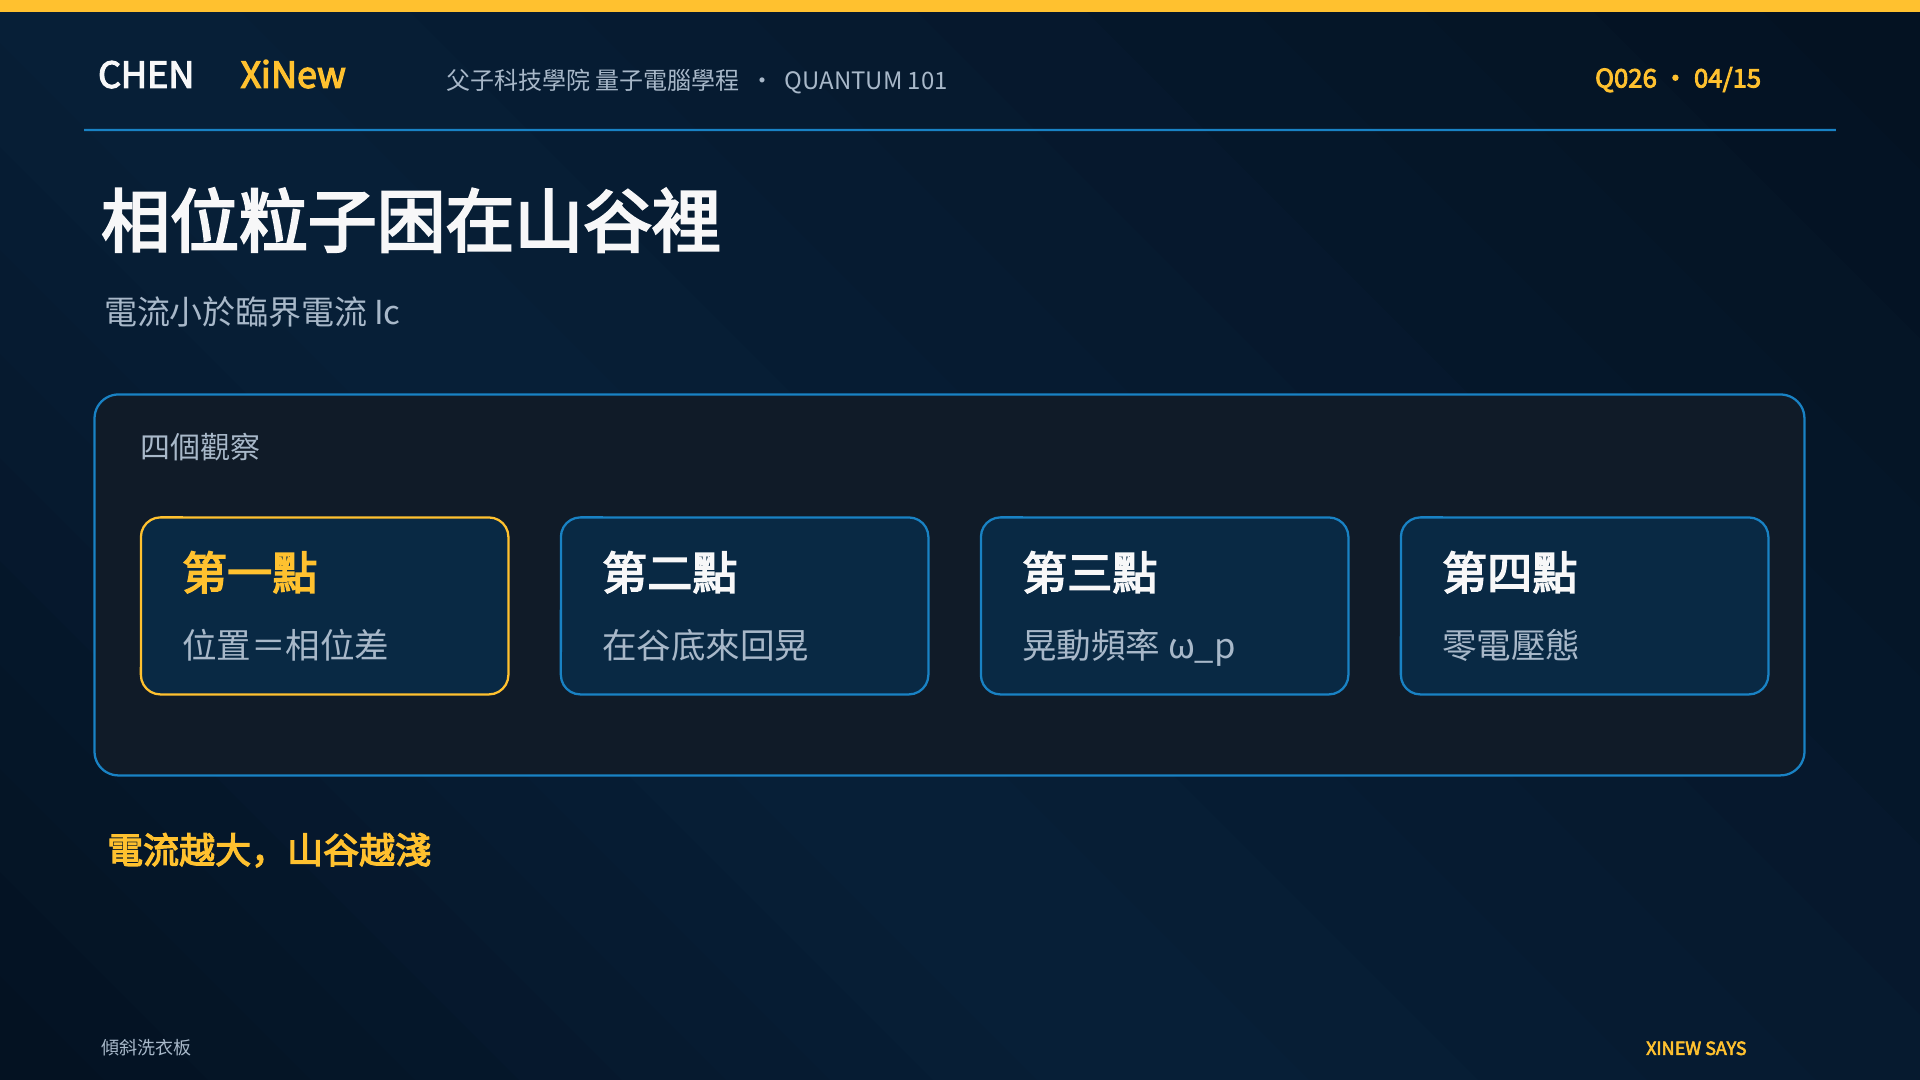 CHEN XiNew 父子科技學院 量子電腦學程 · QUANTUM 101 Q026 · 04/15
相位粒子困在山谷裡
電流小於臨界電流 Ic
四個觀察
第一點 第二點 第三點 第四點
位置＝相位差 在谷底來回晃 晃動頻率 ω_p 零電壓態
電流越大，山谷越淺
傾斜洗衣板 XINEW SAYS